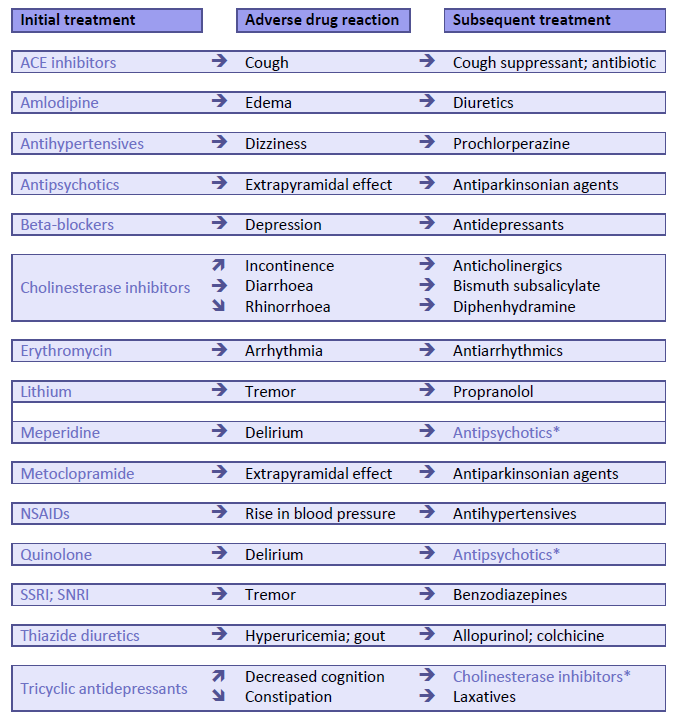 Initial treatment Adverse drug reaction Subsequent treatment
ACE inhibitors → Cough → Cough suppressant; antibiotic
Amlodipine → Edema → Diuretics
Antihypertensives → Dizziness → Prochlorperazine
Antipsychotics → Extrapyramidal effect → Antiparkinsonian agents
Beta-blockers → Depression → Antidepressants
↗ Incontinence → Anticholinergics
Cholinesterase inhibitors → Diarrhoea → Bismuth subsalicylate
↘ Rhinorrhoea → Diphenhydramine
Erythromycin → Arrhythmia → Antiarrhythmics
Lithium → Tremor → Propranolol
Meperidine → Delirium → Antipsychotics*
Metoclopramide → Extrapyramidal effect → Antiparkinsonian agents
NSAIDs → Rise in blood pressure → Antihypertensives
Quinolone → Delirium → Antipsychotics*
SSRI; SNRI → Tremor → Benzodiazepines
Thiazide diuretics → Hyperuricemia; gout → Allopurinol; colchicine
↗ Decreased cognition → Cholinesterase inhibitors*
Tricyclic antidepressants
↘ Constipation → Laxatives